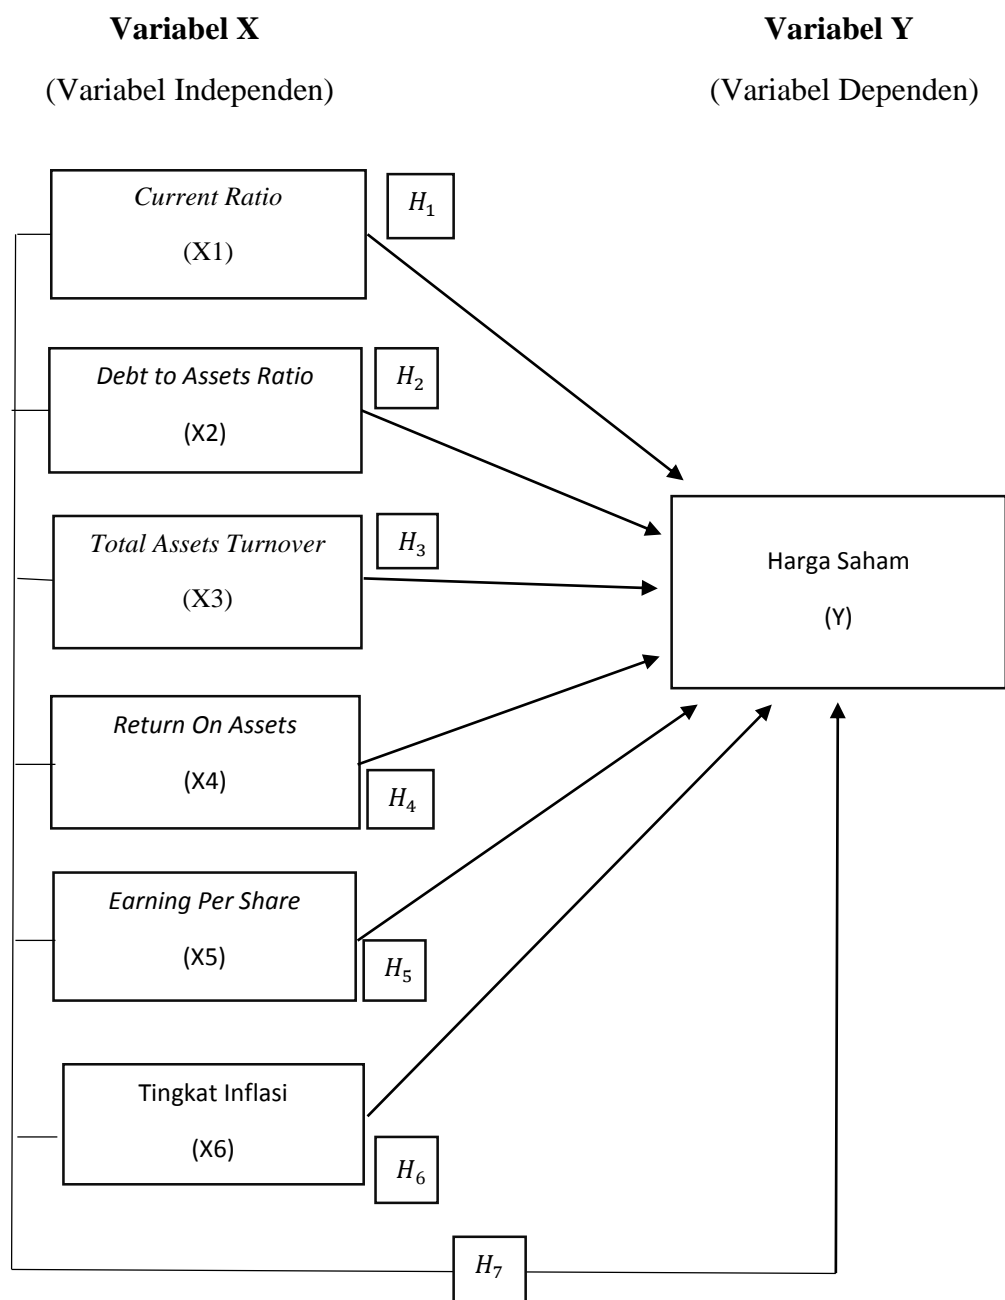 Variabel X
(Variabel Independen)
Variabel Y
(Variabel Dependen)
Current Ratio
(X1)
H₁
Debt to Assets Ratio
(X2)
H₂
Total Assets Turnover
(X3)
H₃
Harga Saham
(Y)
Return On Assets
(X4)
H₄
Earning Per Share
(X5)
H₅
Tingkat Inflasi
(X6)
H₆
H₇